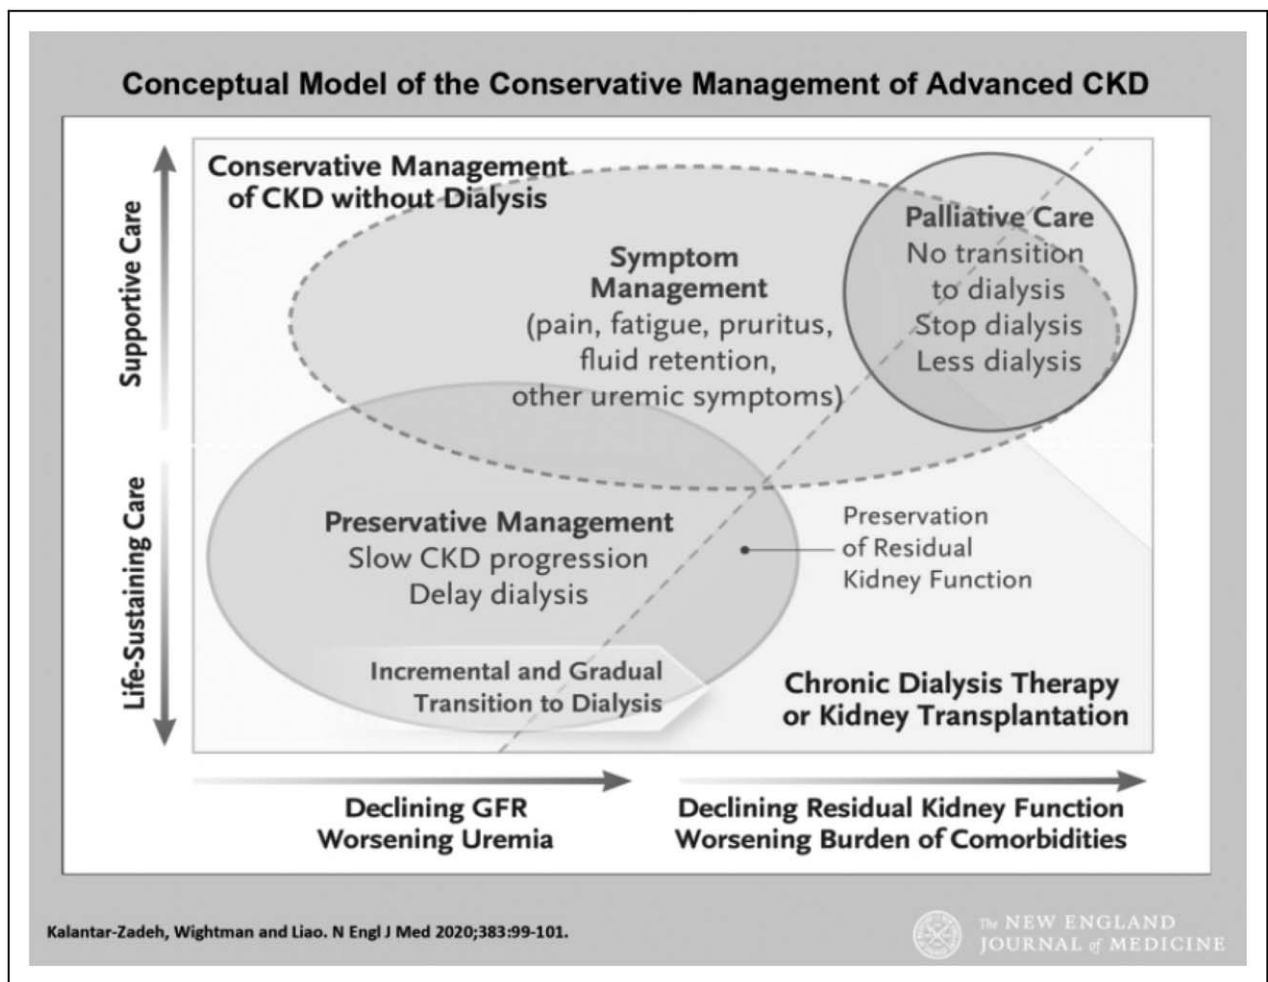 Conceptual Model of the Conservative Management of Advanced CKD
Supportive Care
Life-Sustaining Care
Conservative Management
of CKD without Dialysis
Symptom
Management
(pain, fatigue, pruritus,
fluid retention,
other uremic symptoms)
Palliative Care
No transition
to dialysis
Stop dialysis
Less dialysis
Preservative Management
Slow CKD progression
Delay dialysis
Preservation
of Residual
Kidney Function
Incremental and Gradual
Transition to Dialysis
Chronic Dialysis Therapy
or Kidney Transplantation
Declining GFR
Worsening Uremia
Declining Residual Kidney Function
Worsening Burden of Comorbidities
Kalantar-Zadeh, Wightman and Liao. N Engl J Med 2020;383:99-101.
The NEW ENGLAND
JOURNAL of MEDICINE